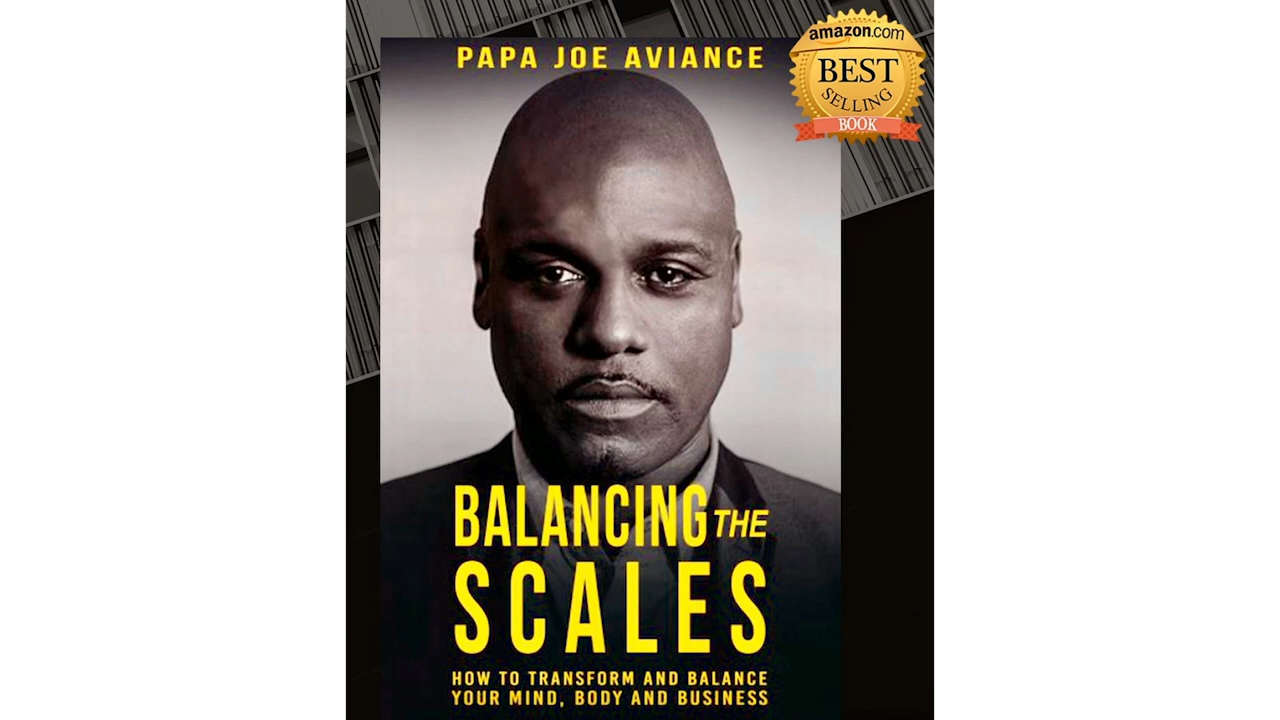 PAPA JOE AVIANCE
amazon.com
BEST
SELLING
BOOK
BALANCING THE
SCALES
HOW TO TRANSFORM AND BALANCE
YOUR MIND, BODY AND BUSINESS